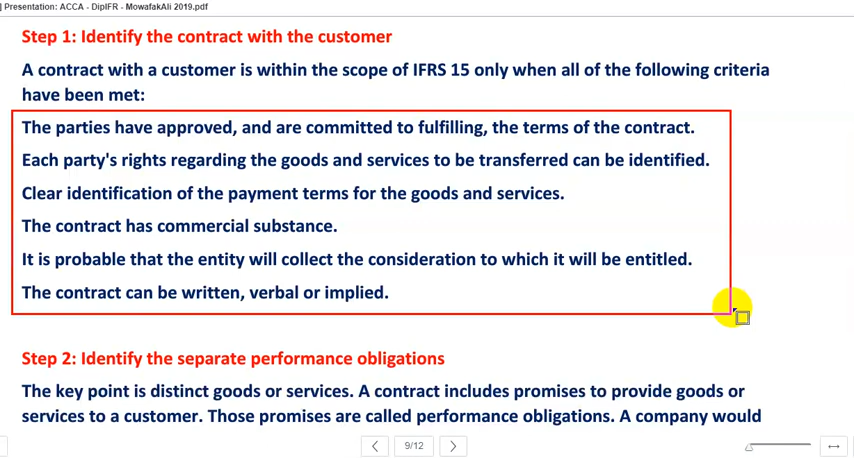 | Presentation: ACCA - DipIFR - MowafakAli 2019.pdf
Step 1: Identify the contract with the customer
A contract with a customer is within the scope of IFRS 15 only when all of the following criteria
have been met:
The parties have approved, and are committed to fulfilling, the terms of the contract.
Each party's rights regarding the goods and services to be transferred can be identified.
Clear identification of the payment terms for the goods and services.
The contract has commercial substance.
It is probable that the entity will collect the consideration to which it will be entitled.
The contract can be written, verbal or implied.
Step 2: Identify the separate performance obligations
The key point is distinct goods or services. A contract includes promises to provide goods or
services to a customer. Those promises are called performance obligations. A company would
9/12